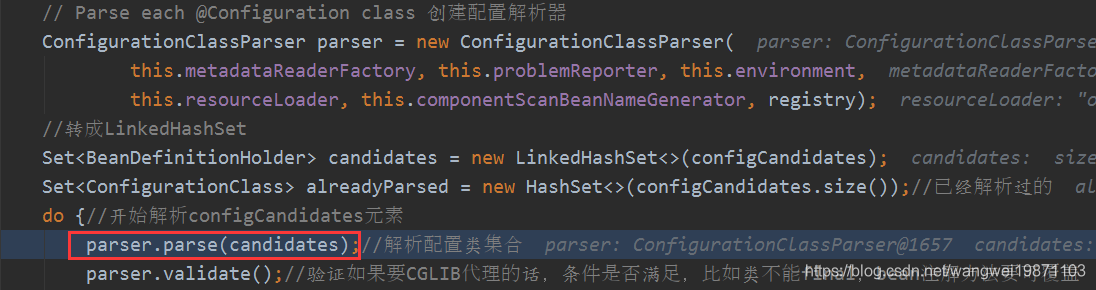 // Parse each @Configuration class 创建配置解析器
ConfigurationClassParser parser = new ConfigurationClassParser( parser: ConfigurationClassParse
this.metadataReaderFactory, this.problemReporter, this.environment, metadataReaderFacto
this.resourceLoader, this.componentScanBeanNameGenerator, registry); resourceLoader: "o
//转成LinkedHashSet
Set<BeanDefinitionHolder> candidates = new LinkedHashSet<>(configCandidates); candidates: size
Set<ConfigurationClass> alreadyParsed = new HashSet<>(configCandidates.size());//已经解析过的 al
do {//开始解析configCandidates元素
parser.parse(candidates);//解析配置类集合 parser: ConfigurationClassParser@1657 candidates:
parser.validate();//验证如果要CGLIB代理的话，条件是否满足，比如类不能
https://blog.csdn.net/wangwei19871103